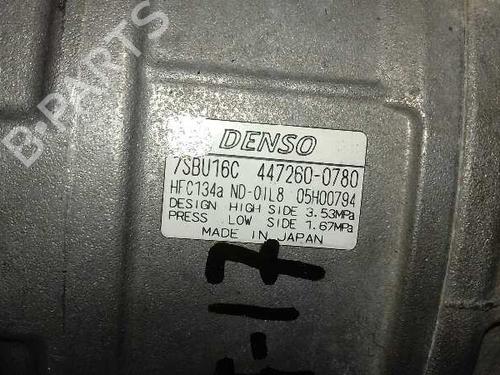 B-PARTS
DENSO
7SBU16C 447260-0780
HFC134a ND-OIL8 05H00794
DESIGN HIGH SIDE 3.53MPa
PRESS. LOW SIDE 1.67MPa
MADE IN JAPAN